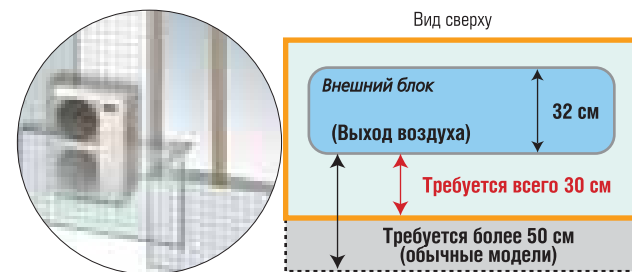 Вид сверху
Внешний блок
32 см
(Выход воздуха)
Требуется всего 30 см
Требуется более 50 см
(обычные модели)